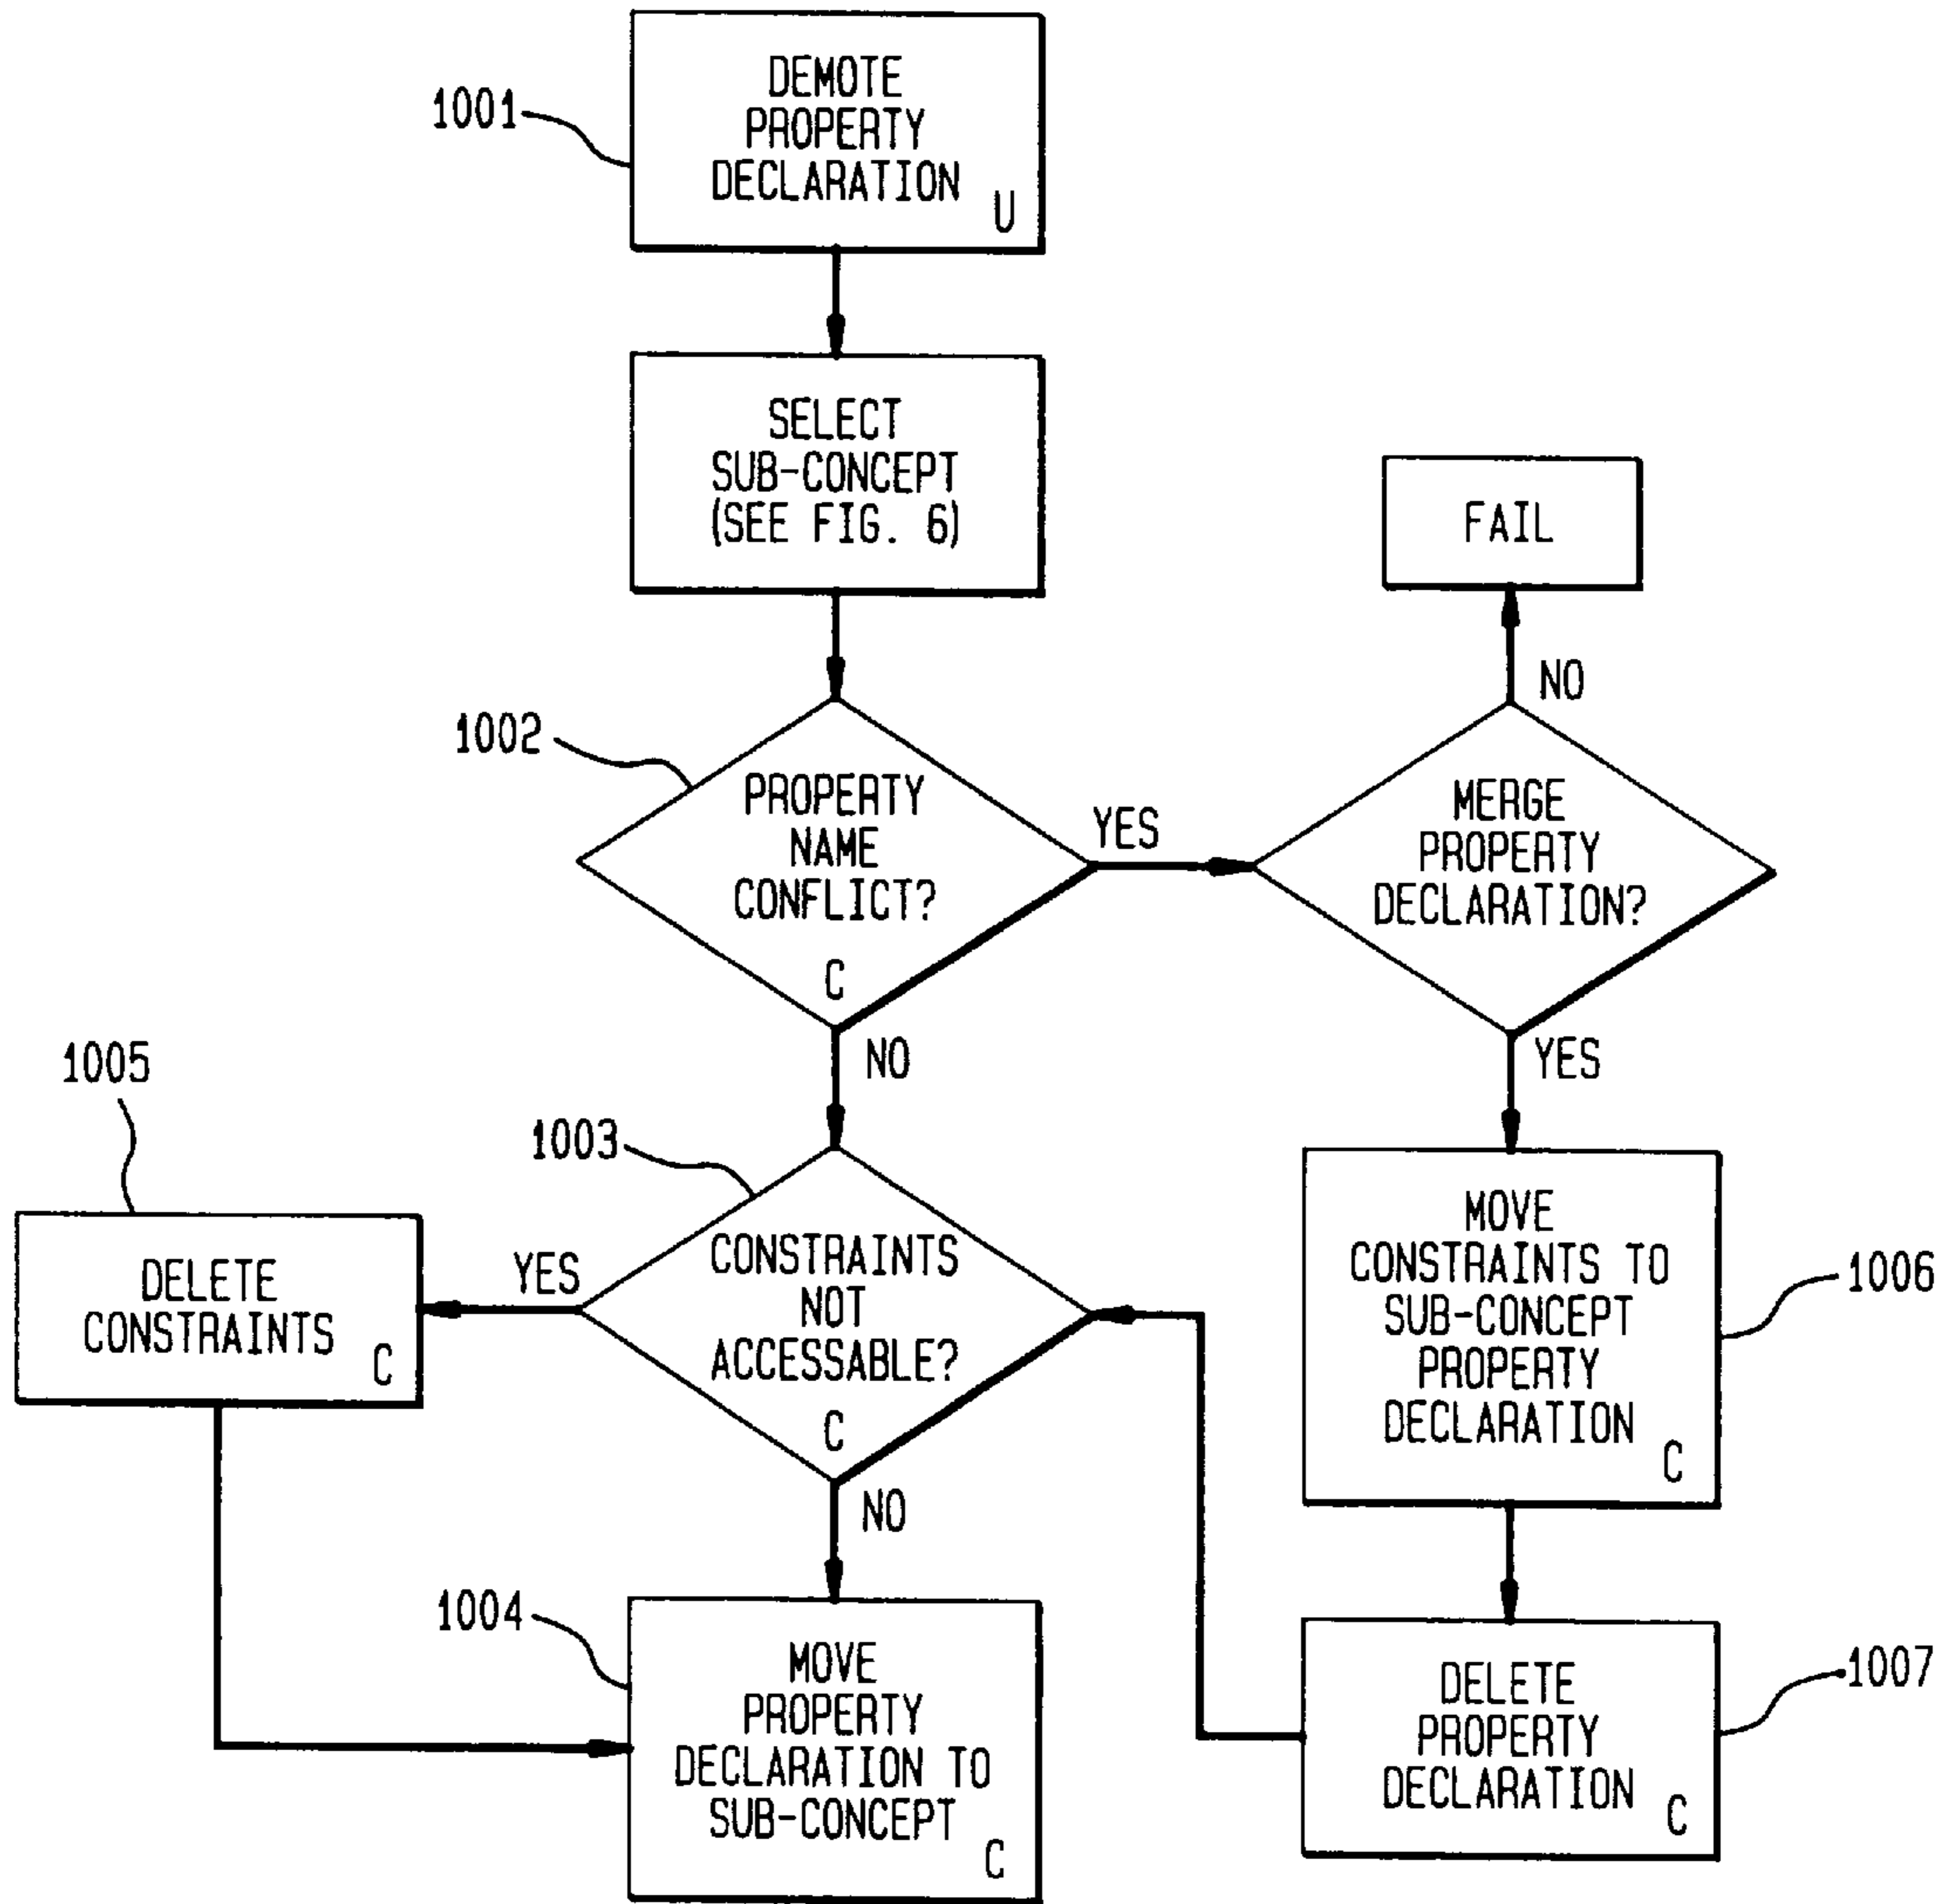 DEMOTE
PROPERTY
DECLARATION
U
1001
SELECT
SUB-CONCEPT
(SEE FIG. 6)
FAIL
NO
1002
PROPERTY
NAME
CONFLICT?
C
YES
MERGE
PROPERTY
DECLARATION?
NO
YES
1005
1003
DELETE
CONSTRAINTS
C
YES
CONSTRAINTS
NOT
ACCESSABLE?
C
MOVE
CONSTRAINTS TO
SUB-CONCEPT
PROPERTY
DECLARATION
C
1006
NO
1004
MOVE
PROPERTY
DECLARATION TO
SUB-CONCEPT
C
DELETE
PROPERTY
DECLARATION
C
1007